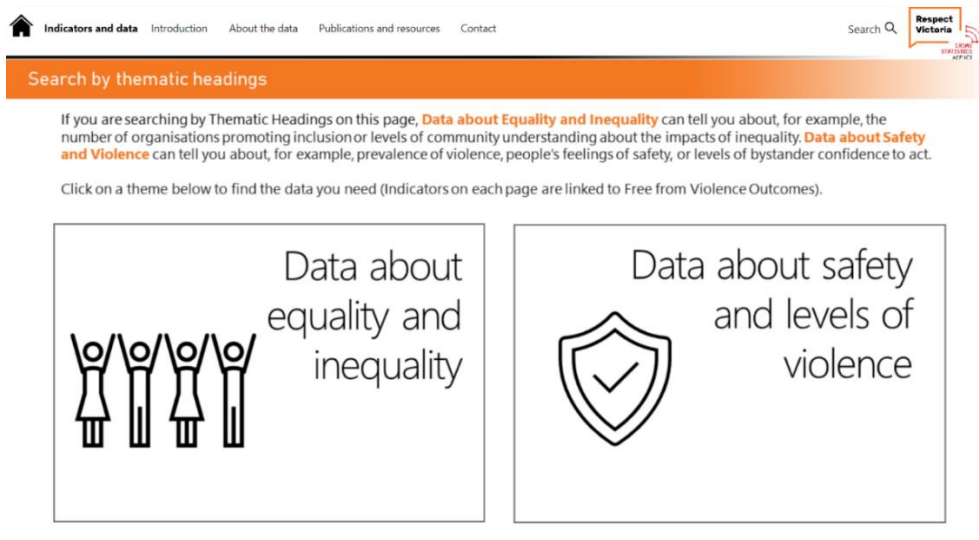 Indicators and data Introduction About the data Publications and resources Contact Search
Respect
Victoria
CRIME
STATISTICS
AGENCY
Search by thematic headings
If you are searching by Thematic Headings on this page, Data about Equality and Inequality can tell you about, for example, the
number of organisations promoting inclusion or levels of community understanding about the impacts of inequality. Data about Safety
and Violence can tell you about, for example, prevalence of violence, people's feelings of safety, or levels of bystander confidence to act.
Click on a theme below to find the data you need (Indicators on each page are linked to Free from Violence Outcomes).
Data about
equality and
inequality
Data about safety
and levels of
violence